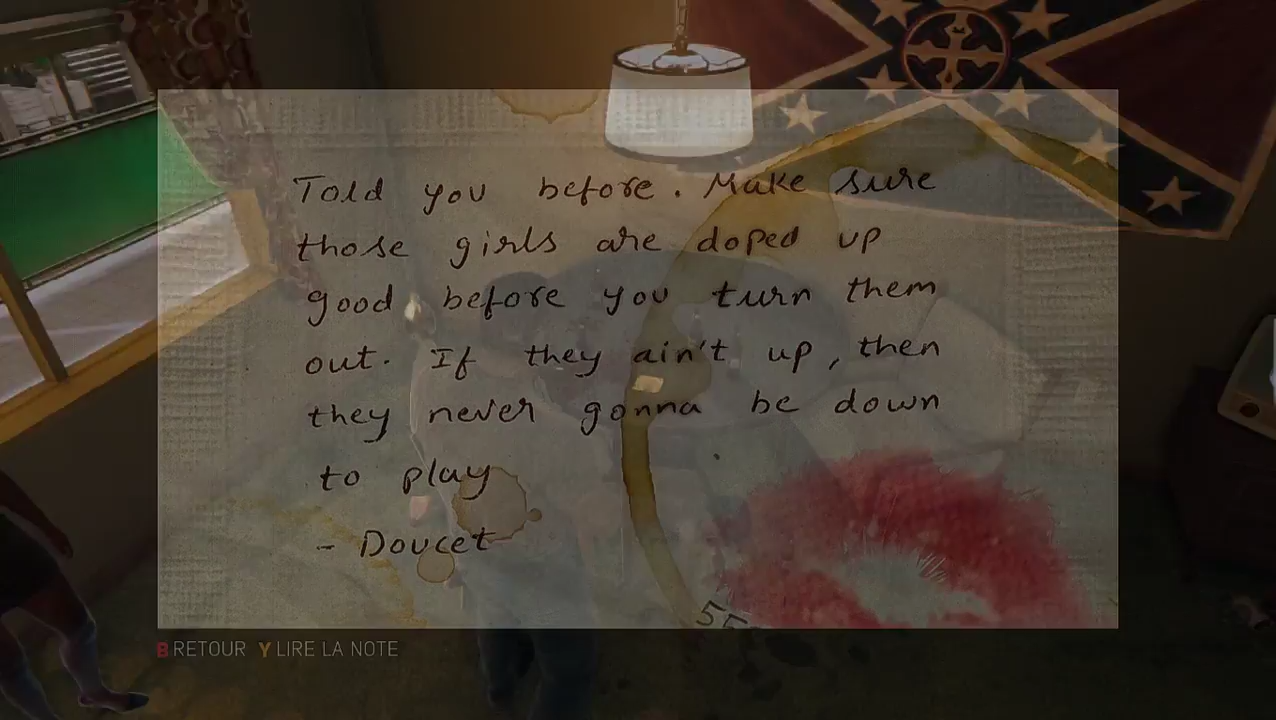 Told you before. Make sure
those girls are doped up
good before you turn them
out. If they ain't up, then
they never gonna be down
to play
- Doucet
55
B RETOUR Y LIRE LA NOTE